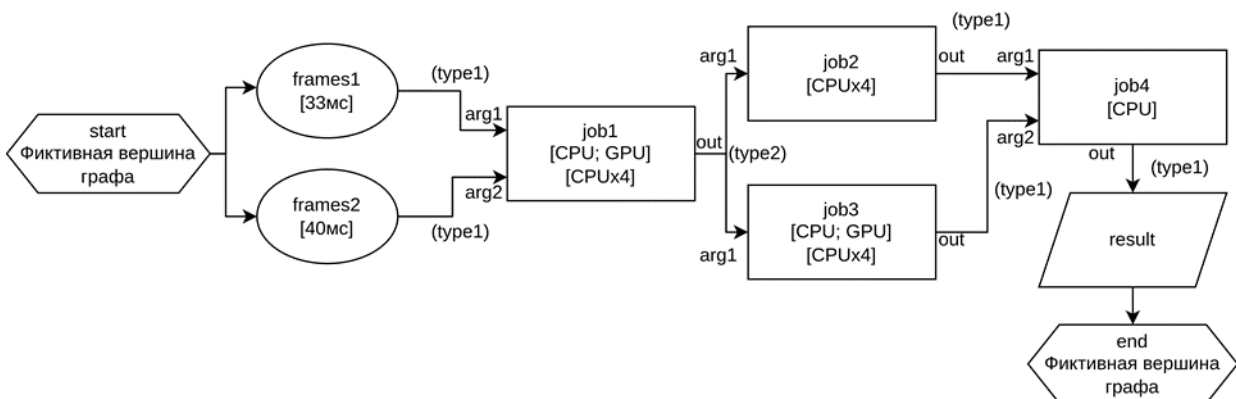 start
Фиктивная вершина
графа
frames1
[33мс]
(type1)
arg1
frames2
[40мс]
arg2
(type1)
job1
[CPU; GPU]
[CPUx4]
out
(type2)
arg1
job2
[CPUx4]
(type1)
out
arg1
job3
[CPU; GPU]
[CPUx4]
out
(type1)
arg1
arg2
job4
[CPU]
out
(type1)
result
end
Фиктивная вершина
графа